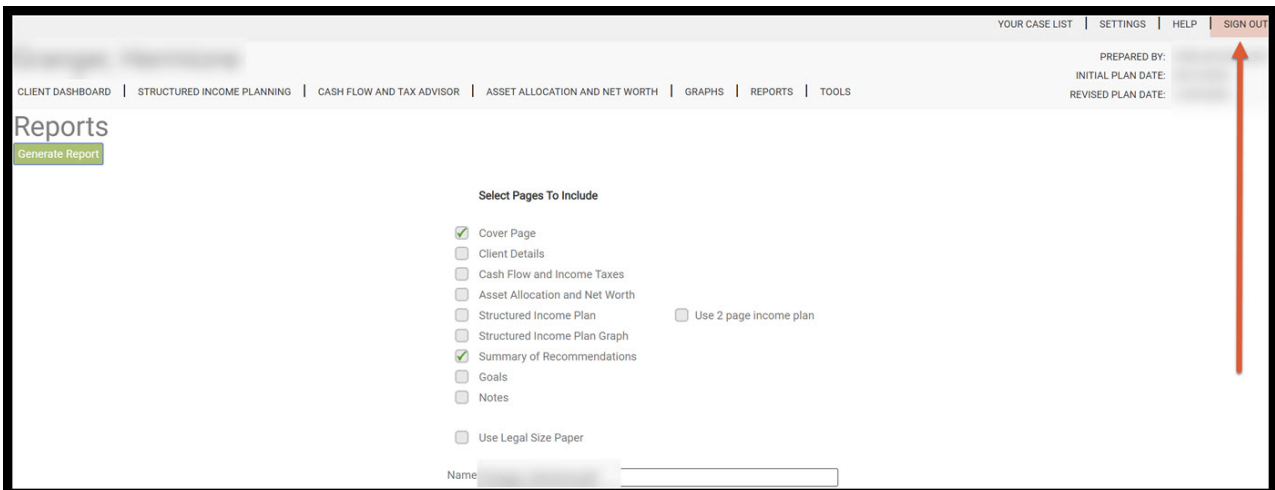 YOUR CASE LIST | SETTINGS | HELP | SIGN OUT
PREPARED BY:
INITIAL PLAN DATE:
REVISED PLAN DATE:
CLIENT DASHBOARD | STRUCTURED INCOME PLANNING | CASH FLOW AND TAX ADVISOR | ASSET ALLOCATION AND NET WORTH | GRAPHS | REPORTS | TOOLS
Reports
Generate Report
Select Pages To Include
Cover Page
Client Details
Cash Flow and Income Taxes
Asset Allocation and Net Worth
Structured Income Plan Use 2 page income plan
Structured Income Plan Graph
Summary of Recommendations
Goals
Notes
Use Legal Size Paper
Name